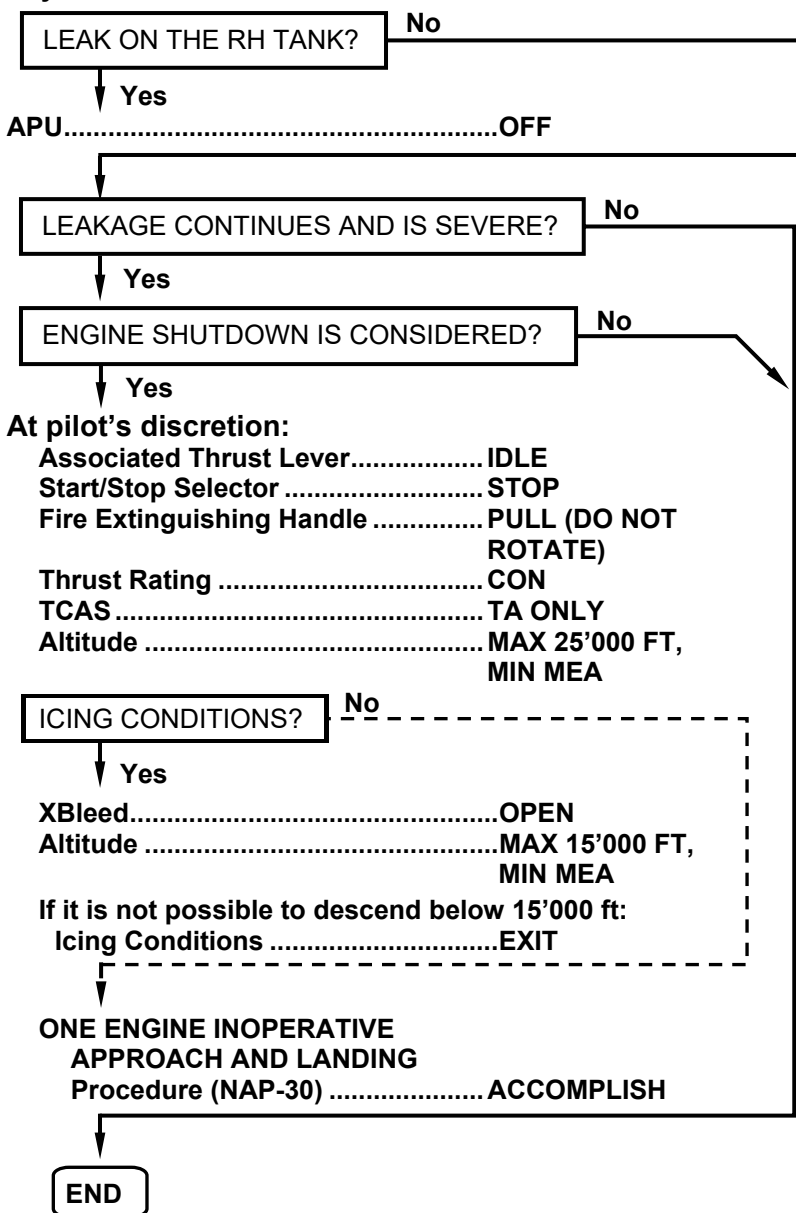 LEAK ON THE RH TANK?
No
Yes
APU...........................................................OFF
LEAKAGE CONTINUES AND IS SEVERE?
No
Yes
ENGINE SHUTDOWN IS CONSIDERED?
No
Yes
At pilot’s discretion:
Associated Thrust Lever.................. IDLE
Start/Stop Selector ........................... STOP
Fire Extinguishing Handle ............... PULL (DO NOT
ROTATE)
Thrust Rating .................................... CON
TCAS .................................................. TA ONLY
Altitude .............................................. MAX 25’000 FT,
MIN MEA
ICING CONDITIONS?
No
Yes
XBleed..................................................OPEN
Altitude ................................................MAX 15’000 FT,
MIN MEA
If it is not possible to descend below 15’000 ft:
Icing Conditions ...............................EXIT
ONE ENGINE INOPERATIVE
APPROACH AND LANDING
Procedure (NAP-30) ..................... ACCOMPLISH
END